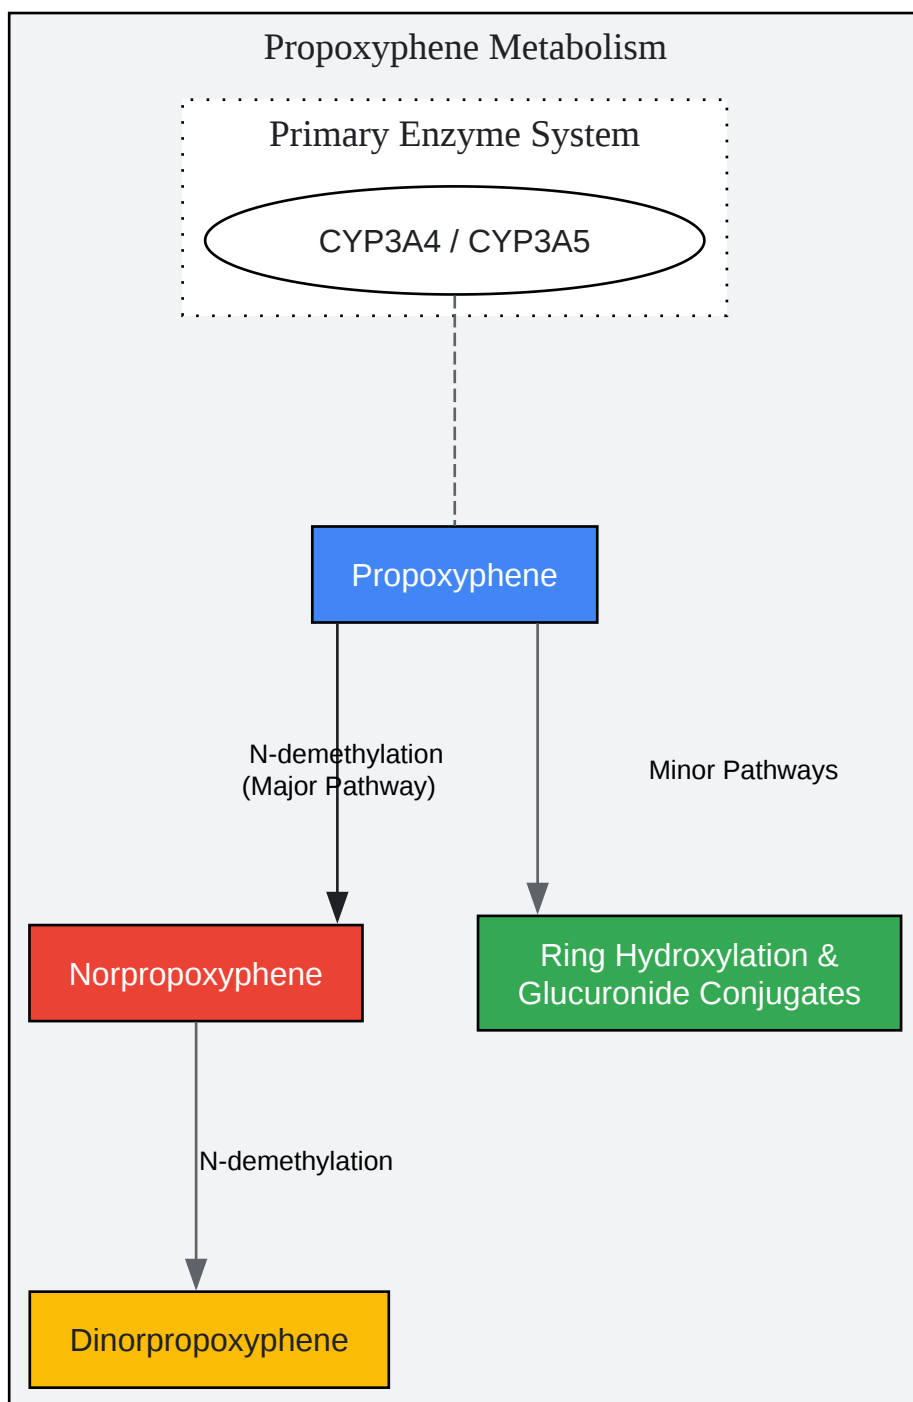 Propoxyphene Metabolism
Primary Enzyme System
CYP3A4 / CYP3A5
Propoxyphene
N-demethylation
(Major Pathway)
Minor Pathways
Norpropoxyphene
Ring Hydroxylation &
Glucuronide Conjugates
N-demethylation
Dinorpropoxyphene